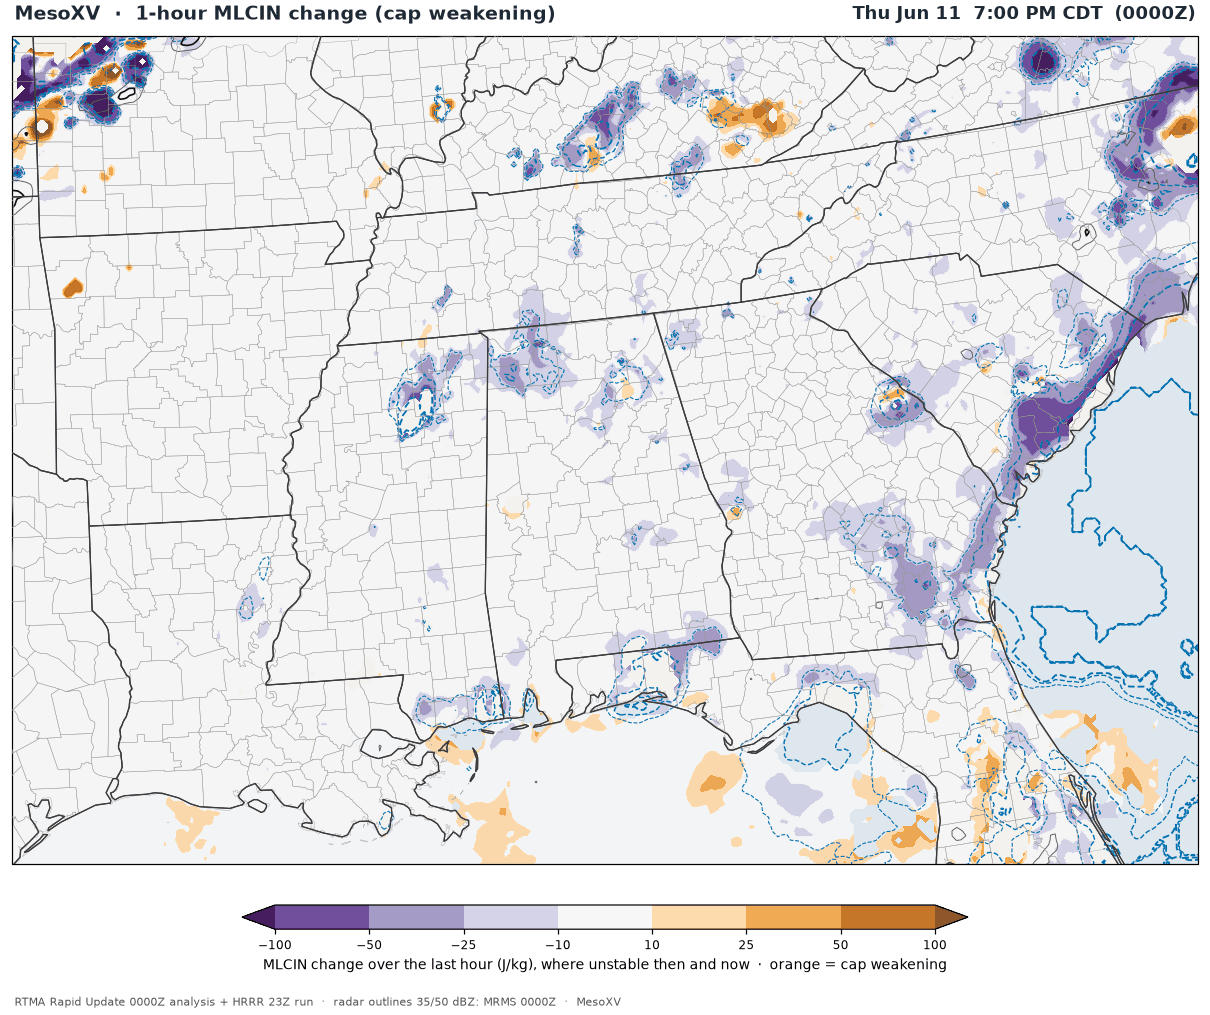 MesoXV · 1-hour MLCIN change (cap weakening)
Thu Jun 11 7:00 PM CDT (0000Z)
−100 −50 −25 −10 10 25 50 100
MLCIN change over the last hour (J/kg), where unstable then and now · orange = cap weakening
RTMA Rapid Update 0000Z analysis + HRRR 23Z run · radar outlines 35/50 dBZ: MRMS 0000Z · MesoXV